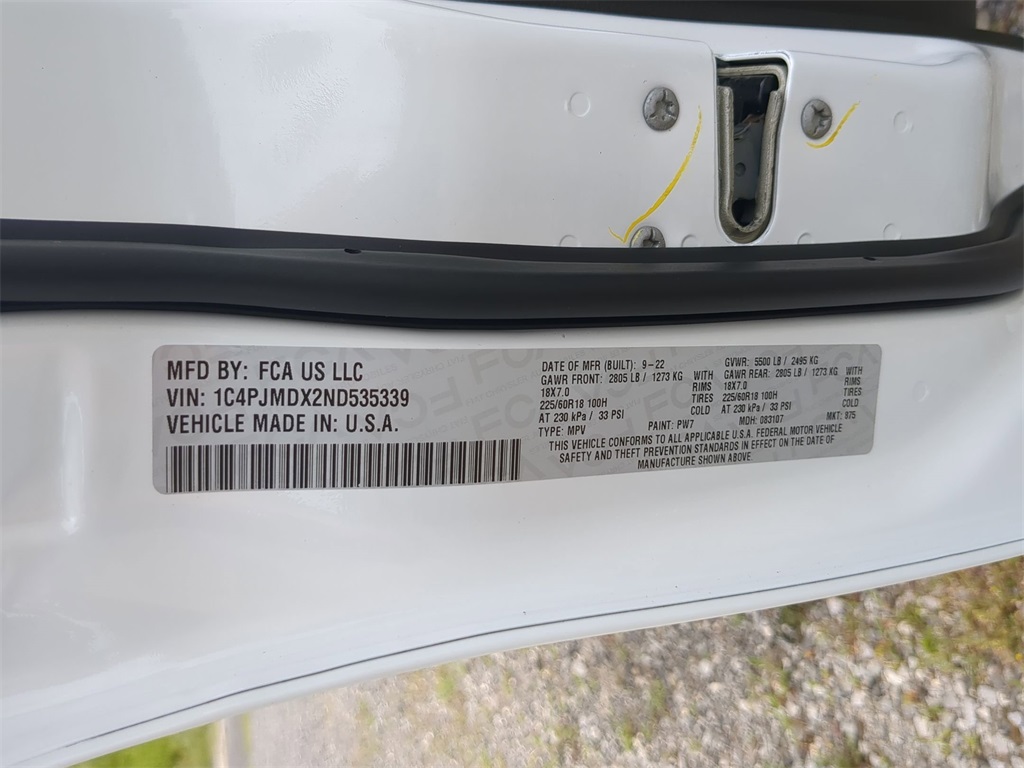 MFD BY: FCA US LLC
VIN: 1C4PJMDX2ND535339
VEHICLE MADE IN: U.S.A.
DATE OF MFR (BUILT): 9-22 GVWR: 5500 LB / 2495 KG
GAWR FRONT: 2805 LB / 1273 KG WITH GAWR REAR: 2805 LB / 1273 KG WITH
18X7.0 RIMS 18X7.0 RIMS
225/60R18 100H TIRES 225/60R18 100H TIRES
AT 230 kPa / 33 PSI COLD AT 230 kPa / 33 PSI COLD
TYPE: MPV PAINT: PW7 MDH: 083107 MKT: 975
THIS VEHICLE CONFORMS TO ALL APPLICABLE U.S.A. FEDERAL MOTOR VEHICLE
SAFETY AND THEFT PREVENTION STANDARDS IN EFFECT ON THE DATE OF
MANUFACTURE SHOWN ABOVE